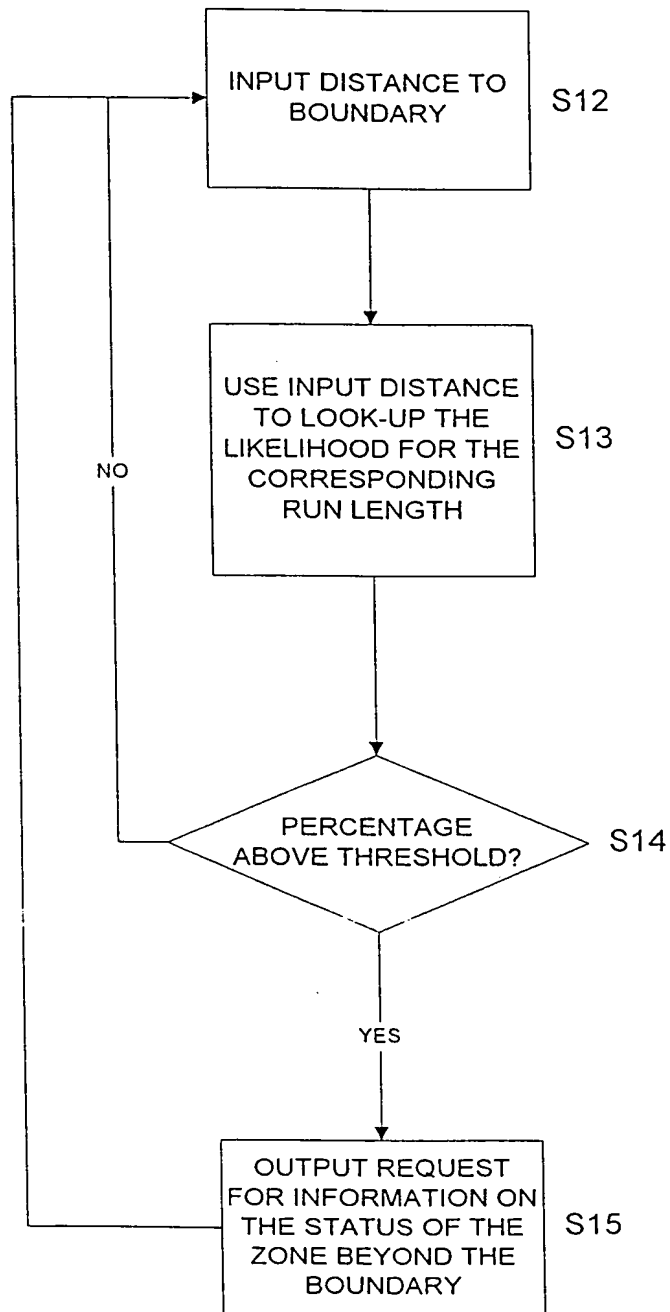 INPUT DISTANCE TO
BOUNDARY
S12
USE INPUT DISTANCE
TO LOOK-UP THE
LIKELIHOOD FOR THE
CORRESPONDING
RUN LENGTH
S13
NO
PERCENTAGE
ABOVE THRESHOLD?
S14
YES
OUTPUT REQUEST
FOR INFORMATION ON
THE STATUS OF THE
ZONE BEYOND THE
BOUNDARY
S15